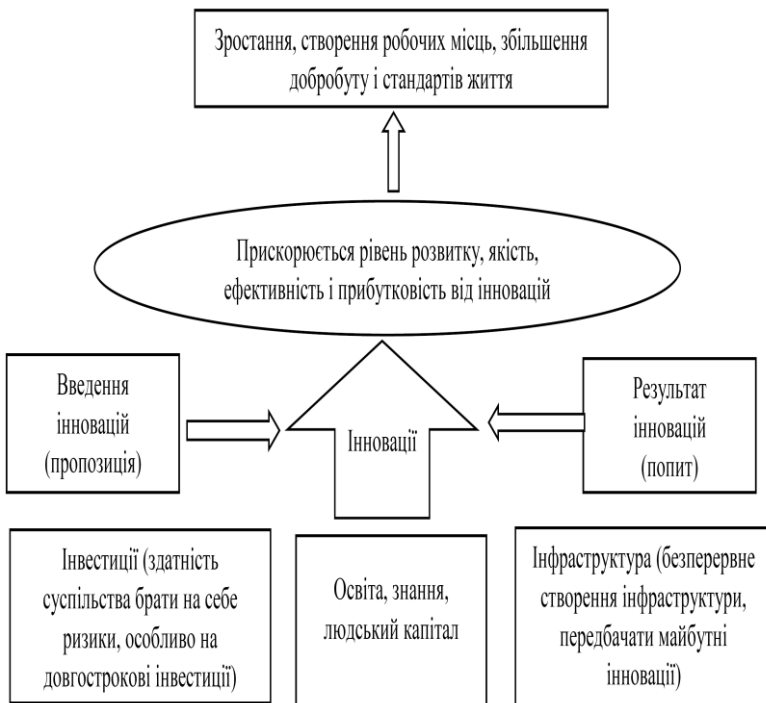 Зростання, створення робочих місць, збільшення
добробуту і стандартів життя
Прискорюється рівень розвитку, якість,
ефективність і прибутковість від інновацій
Введення
інновацій
(пропозиція)
Інновації
Результат
інновацій
(попит)
Інвестиції (здатність
суспільства брати на себе
ризики, особливо на
довгострокові інвестиції)
Освіта, знання,
людський капітал
Інфраструктура (безперервне
створення інфраструктури,
передбачати майбутні
інновації)